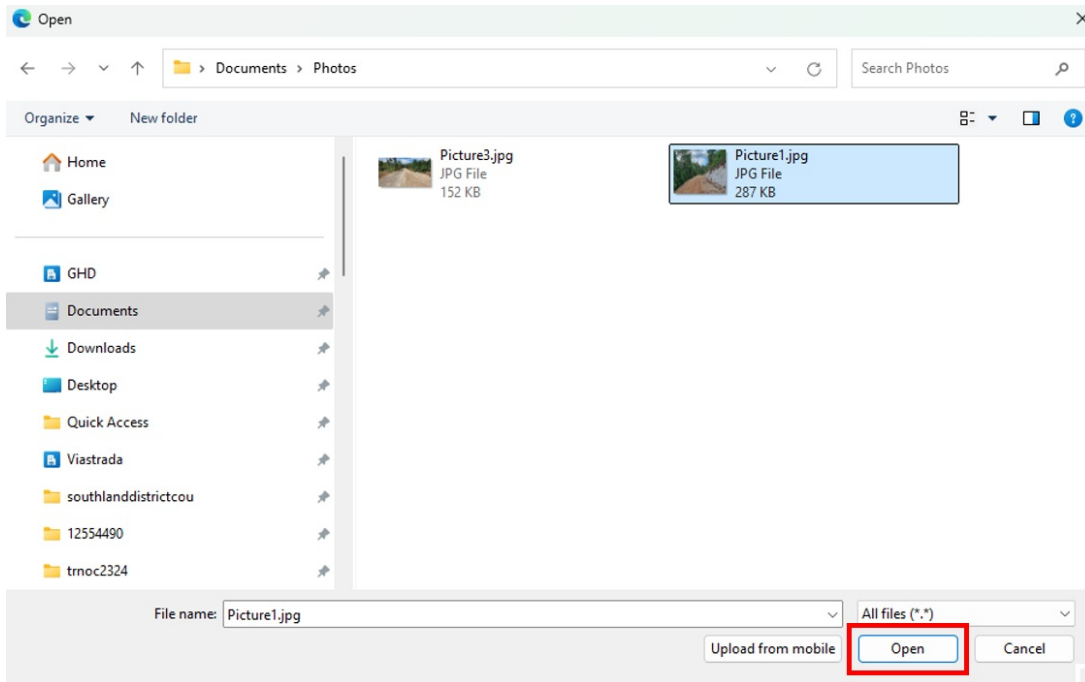 Open
Documents > Photos
Search Photos
Organize
New folder
Home
Gallery
GHD
Documents
Downloads
Desktop
Quick Access
Viastrada
southlanddistrictcou
12554490
trnoc2324
Picture3.jpg
JPG File
152 KB
Picture1.jpg
JPG File
287 KB
File name: Picture1.jpg
All files (*.*)
Upload from mobile
Open
Cancel